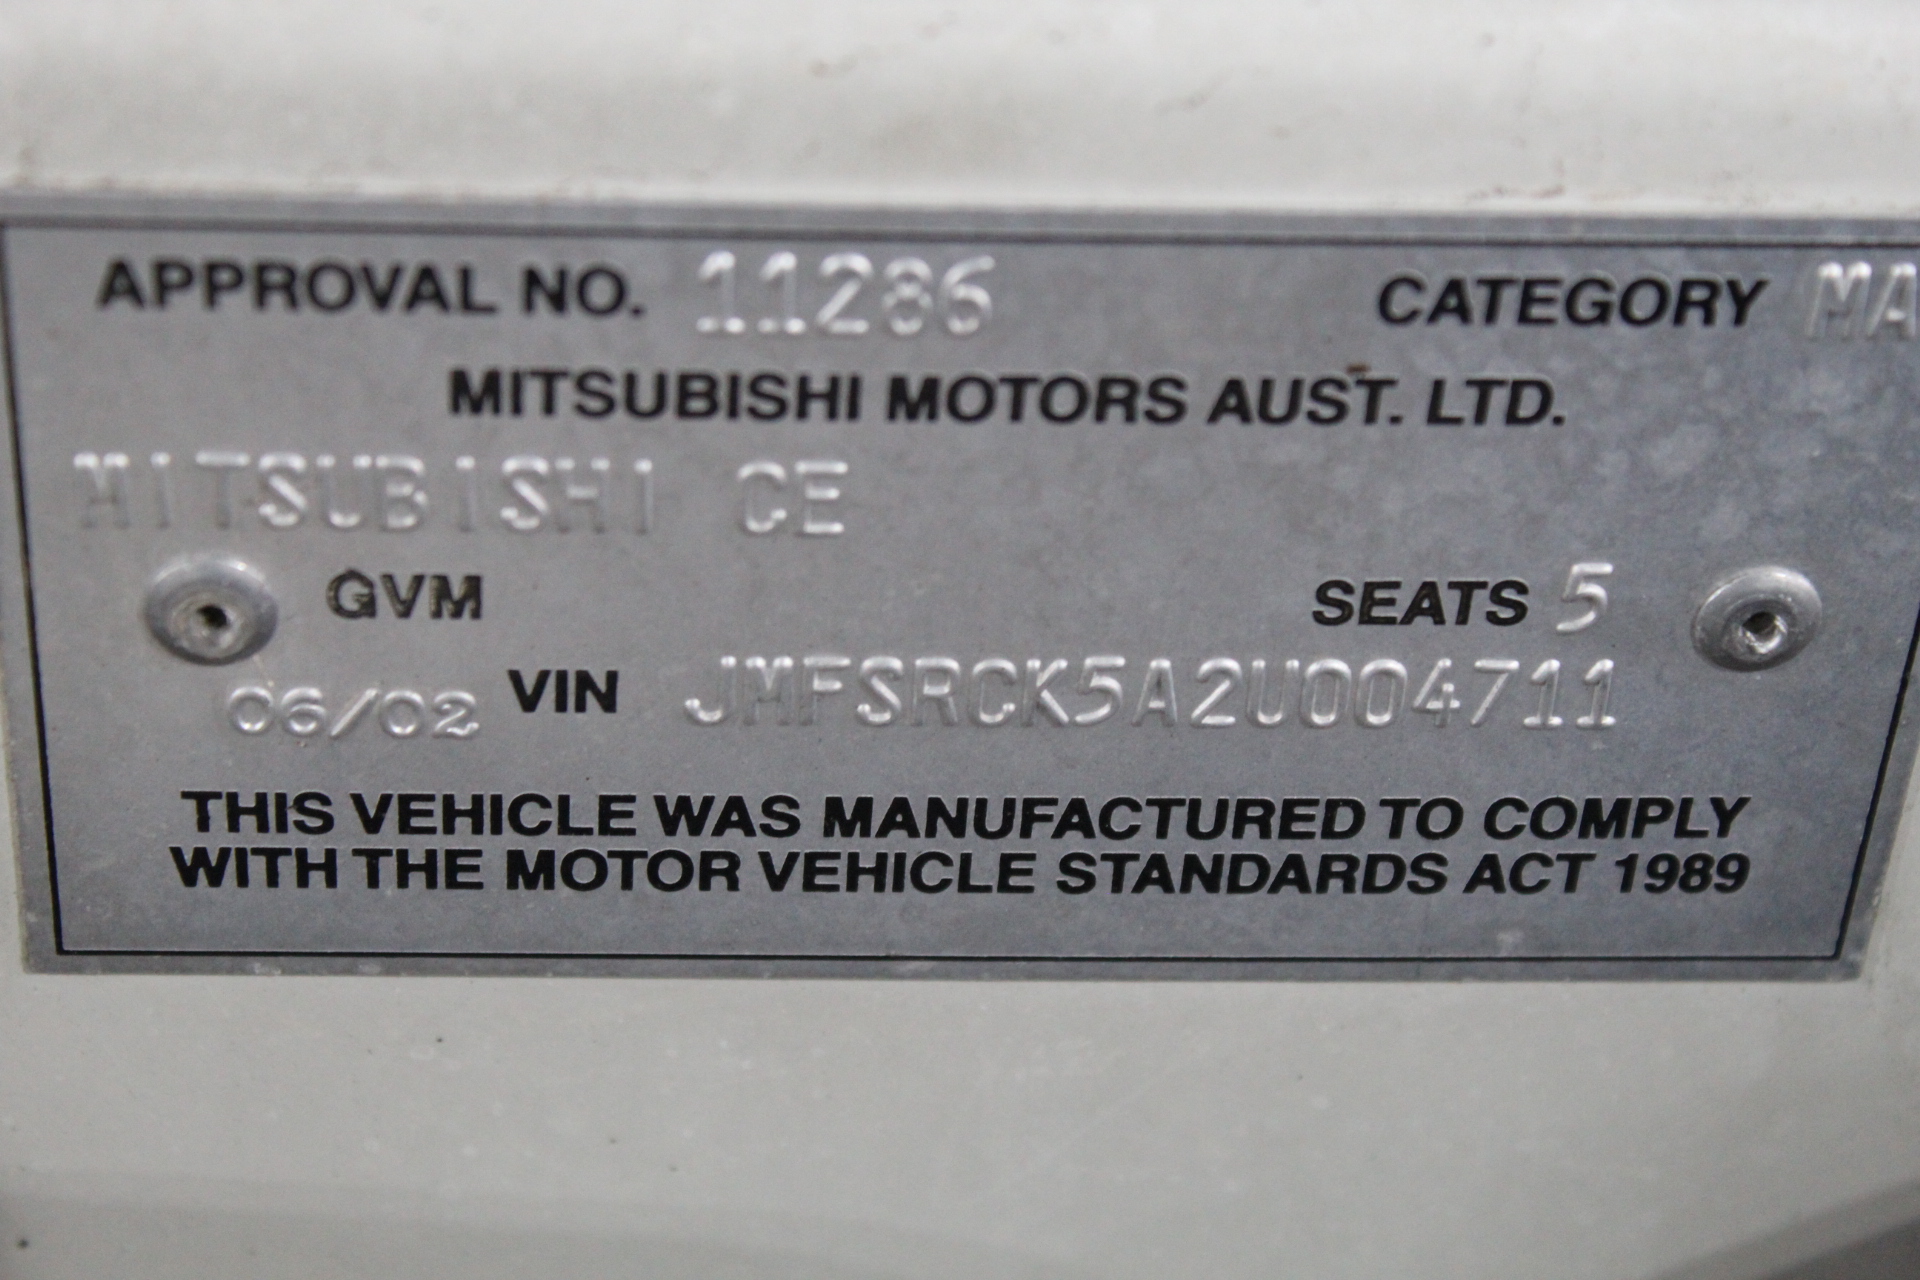 APPROVAL NO. 11286 CATEGORY MA
MITSUBISHI MOTORS AUST. LTD.
MITSUBISHI CE
GVM SEATS 5
06/02 VIN JMFSRCK5A2U004711
THIS VEHICLE WAS MANUFACTURED TO COMPLY
WITH THE MOTOR VEHICLE STANDARDS ACT 1989